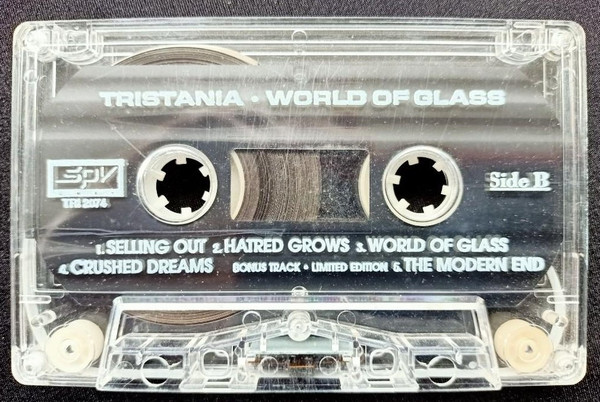 TRISTANIA • WORLD OF GLASS
SPV
TRI 2074
Side B
1. SELLING OUT 2. HATRED GROWS 3. WORLD OF GLASS
4. CRUSHED DREAMS BONUS TRACK • LIMITED EDITION 5. THE MODERN END